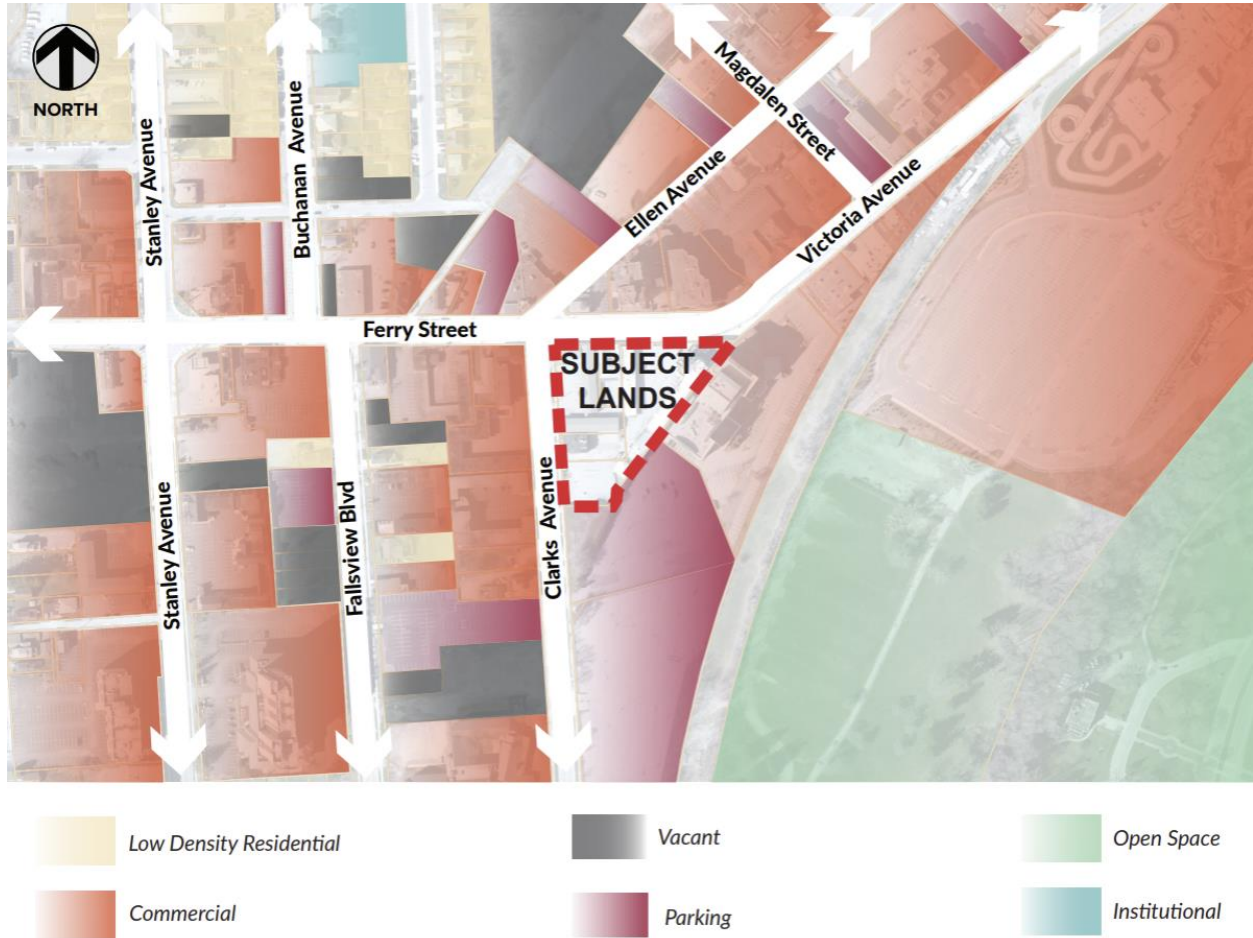 NORTH
Stanley Avenue
Buchanan Avenue
Magdalen Street
Ellen Avenue
Victoria Avenue
Ferry Street
SUBJECT
LANDS
Stanley Avenue
Fallsview Blvd
Clarks Avenue
Low Density Residential
Vacant
Open Space
Commercial
Parking
Institutional